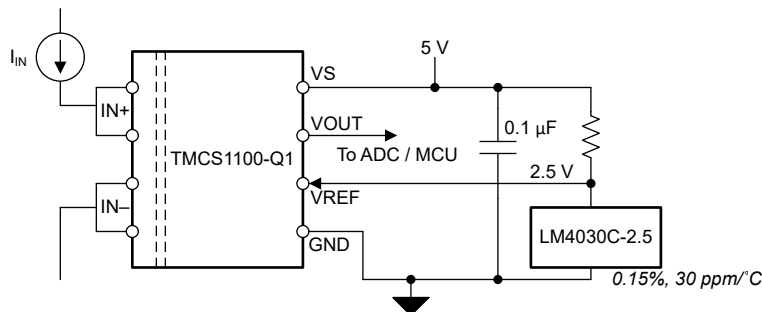 5 V
I_IN
VS
IN+
VOUT
0.1 µF
TMCS1100-Q1
To ADC / MCU
2.5 V
IN–
VREF
LM4030C-2.5
GND
0.15%, 30 ppm/˚C